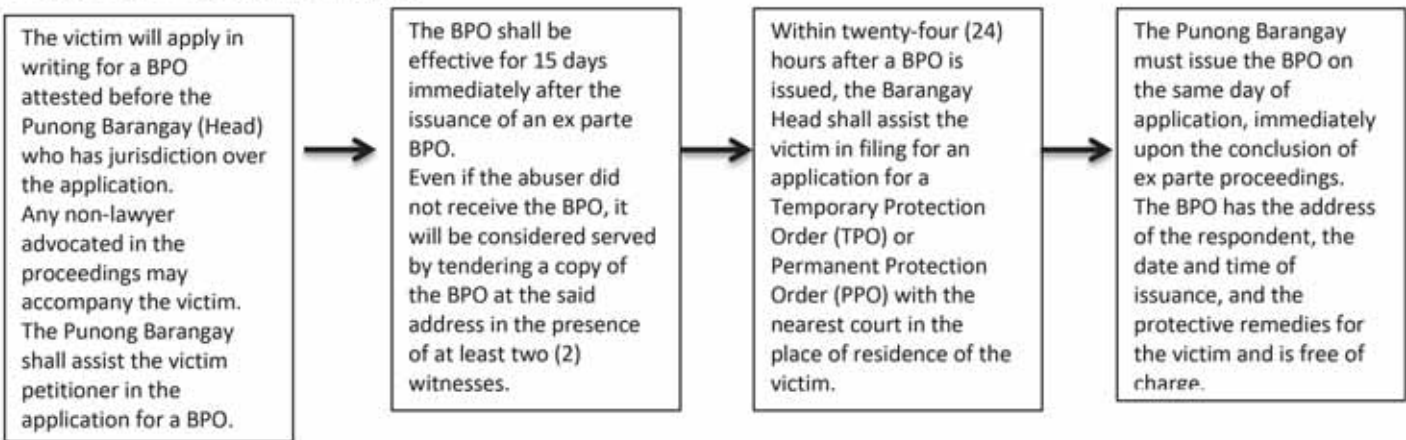 The victim will apply in
writing for a BPO
attested before the
Punong Barangay (Head)
who has jurisdiction over
the application.
Any non-lawyer
advocated in the
proceedings may
accompany the victim.
The Punong Barangay
shall assist the victim
petitioner in the
application for a BPO.
The BPO shall be
effective for 15 days
immediately after the
issuance of an ex parte
BPO.
Even if the abuser did
not receive the BPO, it
will be considered served
by tendering a copy of
the BPO at the said
address in the presence
of at least two (2)
witnesses.
Within twenty-four (24)
hours after a BPO is
issued, the Barangay
Head shall assist the
victim in filing for an
application for a
Temporary Protection
Order (TPO) or
Permanent Protection
Order (PPO) with the
nearest court in the
place of residence of the
victim.
The Punong Barangay
must issue the BPO on
the same day of
application, immediately
upon the conclusion of
ex parte proceedings.
The BPO has the address
of the respondent, the
date and time of
issuance, and the
protective remedies for
the victim and is free of
charge.